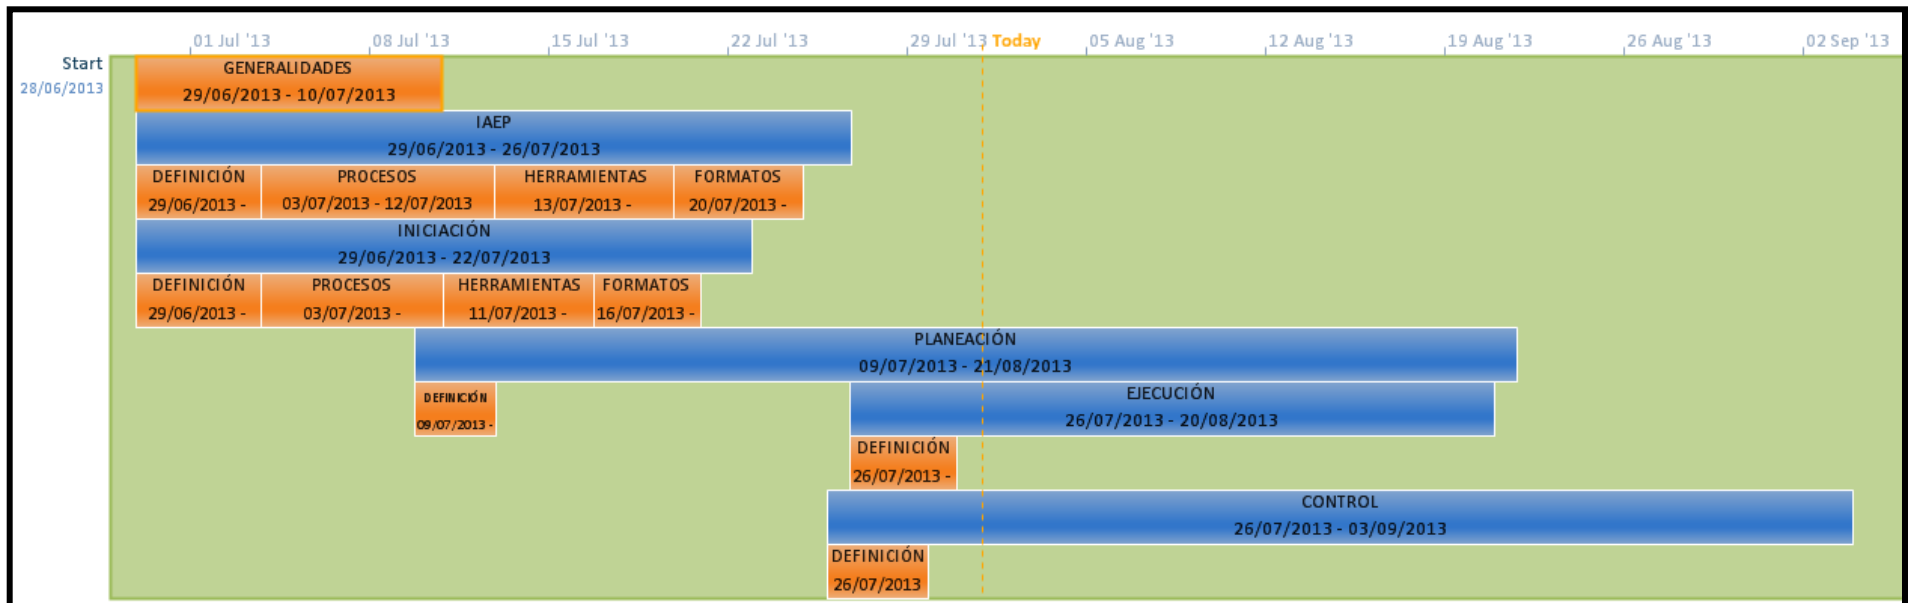 01 Jul '13
08 Jul '13
15 Jul '13
22 Jul '13
29 Jul '13
Today
05 Aug '13
12 Aug '13
19 Aug '13
26 Aug '13
02 Sep '13
Start
28/06/2013
GENERALIDADES
29/06/2013 - 10/07/2013
IAEP
29/06/2013 - 26/07/2013
DEFINICIÓN
29/06/2013 -
PROCESOS
03/07/2013 - 12/07/2013
HERRAMIENTAS
13/07/2013 -
FORMATOS
20/07/2013 -
INICIACIÓN
29/06/2013 - 22/07/2013
DEFINICIÓN
29/06/2013 -
PROCESOS
03/07/2013 -
HERRAMIENTAS
11/07/2013 -
FORMATOS
16/07/2013 -
PLANEACIÓN
09/07/2013 - 21/08/2013
DEFINICIÓN
09/07/2013 -
EJECUCIÓN
26/07/2013 - 20/08/2013
DEFINICIÓN
26/07/2013 -
CONTROL
26/07/2013 - 03/09/2013
DEFINICIÓN
26/07/2013